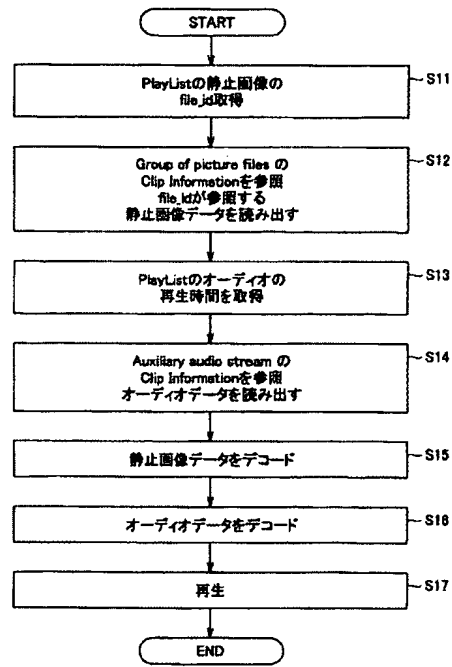 START
PlayListの静止画像の
file_id取得
S11
Group of picture files の
Clip Informationを参照
file_idが参照する
静止画像データを読み出す
S12
PlayListのオーディオの
再生時間を取得
S13
Auxiliary audio stream の
Clip Informationを参照
オーディオデータを読み出す
S14
静止画像データをデコード
S15
オーディオデータをデコード
S16
再生
S17
END